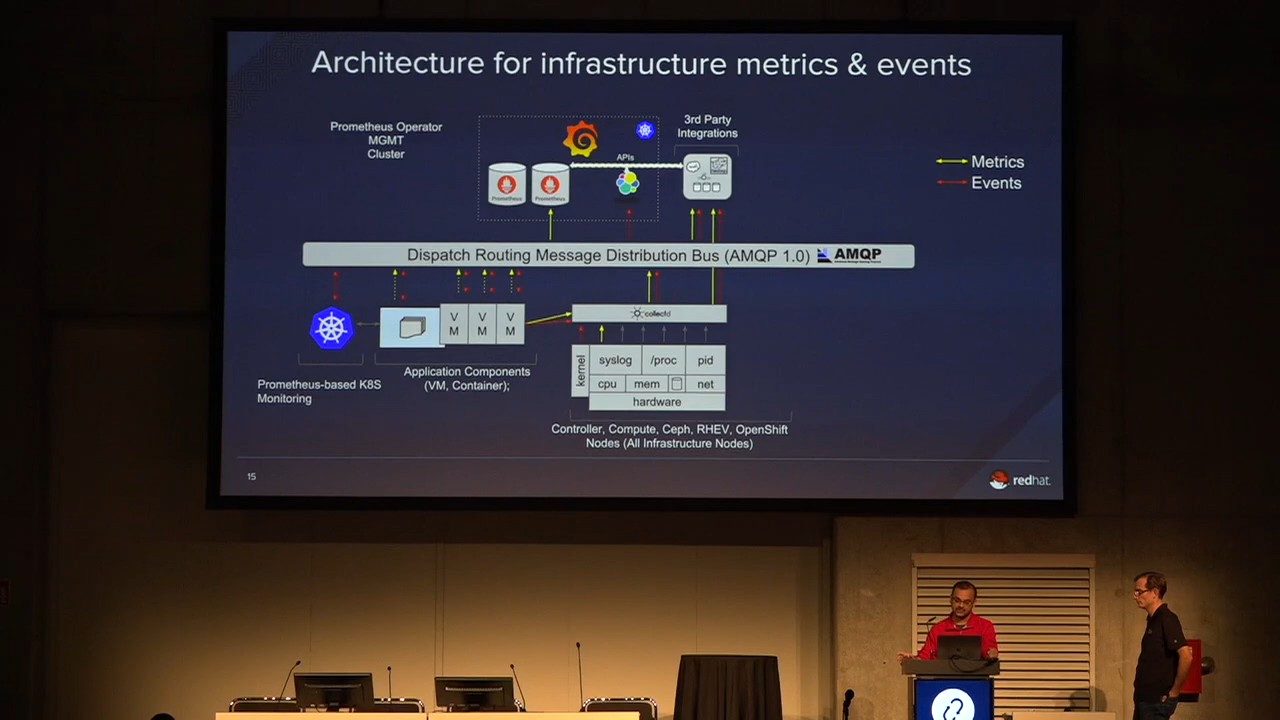 Architecture for infrastructure metrics & events
Prometheus Operator
MGMT
Cluster
3rd Party
Integrations
APIs
Prometheus
Prometheus
Metrics
Events
Dispatch Routing Message Distribution Bus (AMQP 1.0)
AMQP
V
M
V
M
V
M
collectd
kernel
syslog
/proc
pid
cpu
mem
net
hardware
Application Components
(VM, Container);
Prometheus-based K8S
Monitoring
Controller, Compute, Ceph, RHEV, OpenShift
Nodes (All Infrastructure Nodes)
15
redhat.